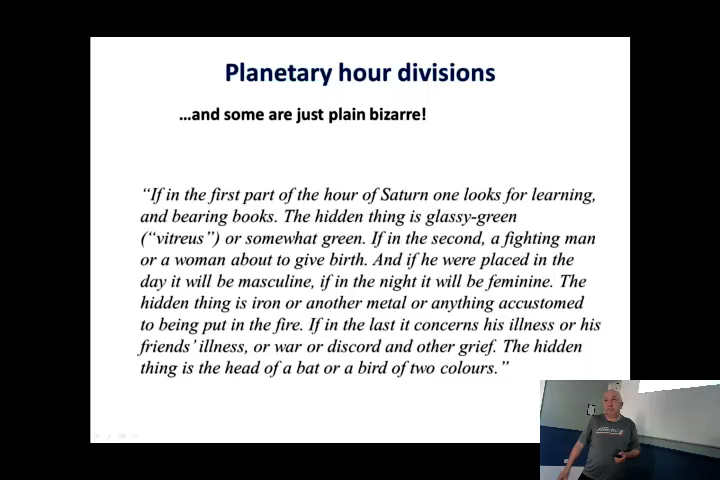 Planetary hour divisions
…and some are just plain bizarre!
“If in the first part of the hour of Saturn one looks for learning,
and bearing books. The hidden thing is glassy-green
(“vitreus”) or somewhat green. If in the second, a fighting man
or a woman about to give birth. And if he were placed in the
day it will be masculine, if in the night it will be feminine. The
hidden thing is iron or another metal or anything accustomed
to being put in the fire. If in the last it concerns his illness or his
friends’ illness, or war or discord and other grief. The hidden
thing is the head of a bat or a bird of two colours.”